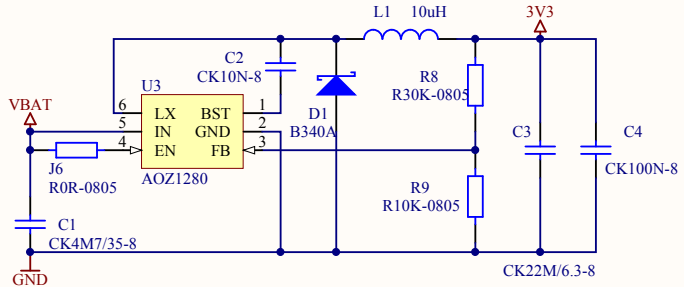 L1 10uH
3V3
C2
CK10N-8
R8
R30K-0805
U3
VBAT
6 LX BST 1
5 IN GND 2
4 EN FB 3
D1
B340A
C3
C4
CK100N-8
J6
R0R-0805
AOZ1280
R9
R10K-0805
C1
CK4M7/35-8
CK22M/6.3-8
GND